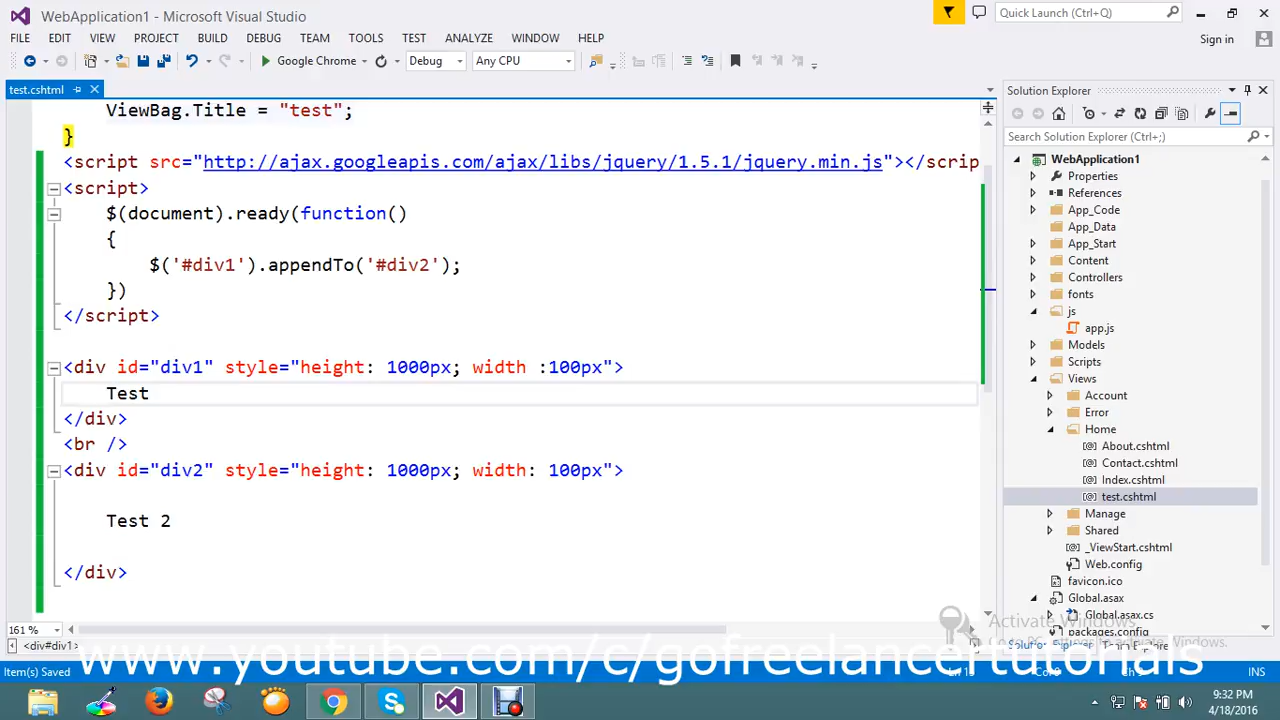 WebApplication1 - Microsoft Visual Studio
Quick Launch (Ctrl+Q)
FILE EDIT VIEW PROJECT BUILD DEBUG TEAM TOOLS TEST ANALYZE WINDOW HELP
Sign in
Google Chrome Debug Any CPU
test.cshtml
ViewBag.Title = "test";
}
<script src="http://ajax.googleapis.com/ajax/libs/jquery/1.5.1/jquery.min.js"></scrip
<script>
$(document).ready(function()
{
$('#div1').appendTo('#div2');
})
</script>
<div id="div1" style="height: 1000px; width :100px">
Test
</div>
<br />
<div id="div2" style="height: 1000px; width: 100px">
Test 2
</div>
161 %
<div#div1>
Item(s) Saved
INS
Solution Explorer
Search Solution Explorer (Ctrl+;)
WebApplication1
Properties
References
App_Code
App_Data
App_Start
Content
Controllers
fonts
js
app.js
Models
Scripts
Views
Account
Error
Home
About.cshtml
Contact.cshtml
Index.cshtml
test.cshtml
Manage
Shared
_ViewStart.cshtml
Web.config
favicon.ico
Global.asax
Global.asax.cs
packages.config
Activate Windows
www.youtube.com/c/gofreelancertutorials
9:32 PM
4/18/2016